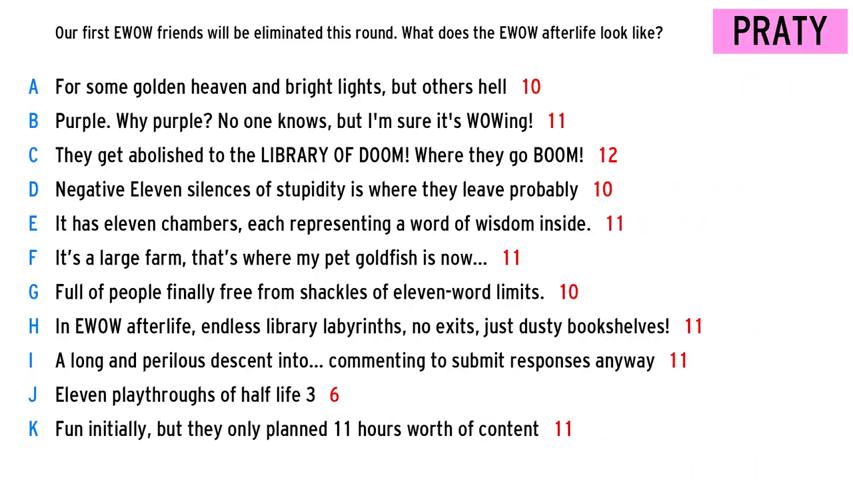 Our first EWOW friends will be eliminated this round. What does the EWOW afterlife look like?
PRATY
A For some golden heaven and bright lights, but others hell 10
B Purple. Why purple? No one knows, but I'm sure it's WOWing! 11
C They get abolished to the LIBRARY OF DOOM! Where they go BOOM! 12
D Negative Eleven silences of stupidity is where they leave probably 10
E It has eleven chambers, each representing a word of wisdom inside. 11
F It’s a large farm, that’s where my pet goldfish is now... 11
G Full of people finally free from shackles of eleven-word limits. 10
H In EWOW afterlife, endless library labyrinths, no exits, just dusty bookshelves! 11
I A long and perilous descent into... commenting to submit responses anyway 11
J Eleven playthroughs of half life 3 6
K Fun initially, but they only planned 11 hours worth of content 11